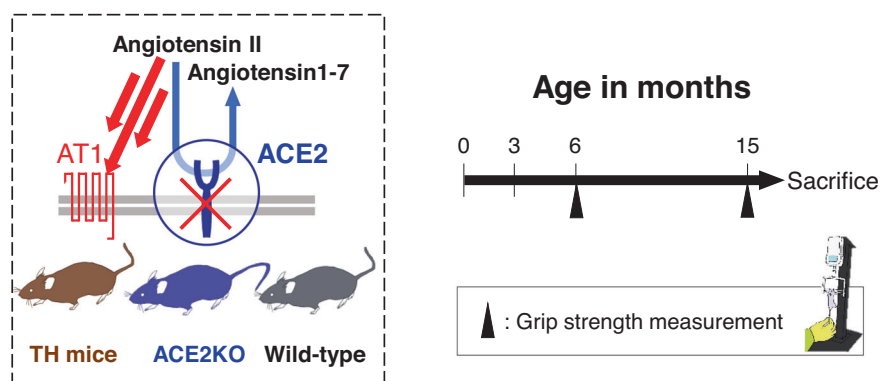 Angiotensin II
Angiotensin1-7
AT1
ACE2
TH mice ACE2KO Wild-type
Age in months
0 3 6 15
Sacrifice
: Grip strength measurement